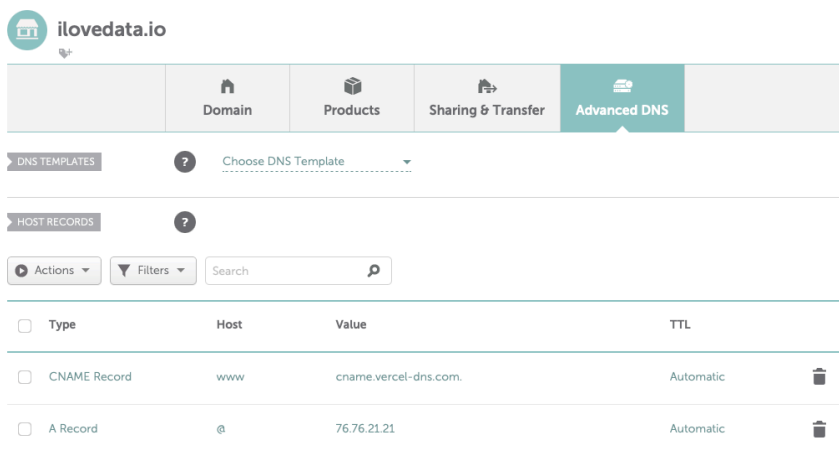 ilovedata.io
Domain
Products
Sharing & Transfer
Advanced DNS
DNS TEMPLATES
?
Choose DNS Template
HOST RECORDS
?
Actions
Filters
Search
Type Host Value TTL
CNAME Record www cname.vercel-dns.com. Automatic
A Record @ 76.76.21.21 Automatic